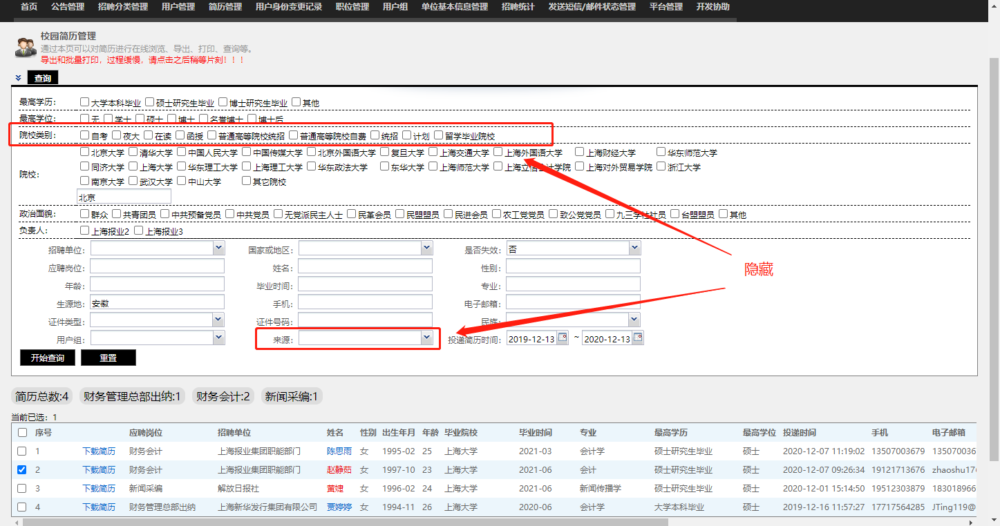 首页 公告管理 招聘分类管理 用户管理 简历管理 用户身份变更记录 职位管理 用户组 单位基本信息管理 招聘统计 发送短信/邮件状态管理 平台管理 开发协助
校园简历管理
通过本页可以对简历进行在线浏览、导出、打印、查询等。
导出和批量打印，过程缓慢，请点击之后稍等片刻！！！
查询
最高学历: 大学本科毕业 硕士研究生毕业 博士研究生毕业 其他
最高学位: 无 学士 硕士 博士 名誉博士 博士后
院校类别: 自考 夜大 在读 函授 普通高等院校统招 普通高等院校自费 统招 计划 留学毕业院校
北京大学 清华大学 中国人民大学 中国传媒大学 北京外国语大学 复旦大学 上海交通大学 上海外国语大学 上海财经大学 华东师范大学
同济大学 上海大学 华东理工大学 上海理工大学 华东政法大学 东华大学 上海师范大学 上海立信会计学院 上海对外贸易学院 浙江大学
院校:
南京大学 武汉大学 中山大学 其它院校
北京
政治面貌: 群众 共青团员 中共预备党员 中共党员 无党派民主人士 民革会员 民盟盟员 民进会员 农工党党员 致公党党员 九三学社社员 台盟盟员 其他
负责人: 上海报业2 上海报业3
招聘单位: 国家或地区: 是否失效: 否
应聘岗位: 姓名: 性别:
隐藏
年龄: 毕业时间: 专业:
生源地: 安徽 手机: 电子邮箱:
证件类型: 证件号码: 民族:
用户组: 来源: 投递简历时间: 2019-12-13 ~ 2020-12-13
开始查询 重置
简历总数:4 财务管理总部出纳:1 财务会计:2 新闻采编:1
当前已选: 1
序号 应聘岗位 招聘单位 姓名 性别 出生年月 年龄 毕业院校 毕业时间 专业 最高学历 最高学位 投递时间 手机 电子邮箱
1 下载简历 财务会计 上海报业集团职能部门 陈思雨 女 1995-02 25 上海大学 2021-03 会计学 硕士研究生毕业 硕士 2020-12-07 11:19:02 13507003679 135070036
2 下载简历 财务会计 上海报业集团职能部门 赵静茹 女 1997-10 23 上海大学 2021-06 会计 硕士研究生毕业 硕士 2020-12-07 09:26:34 19121713676 zhaoshu176
3 下载简历 新闻采编 解放日报社 黄婕 女 1996-02 24 上海大学 2021-06 新闻传播学 硕士研究生毕业 硕士 2020-12-01 15:14:50 19512303879 183018966
4 下载简历 财务管理总部出纳 上海新华发行集团有限公司 贾婷婷 女 1994-11 26 上海大学 2020-06 会计学 大学本科毕业 硕士 2019-12-16 11:57:27 17717564285 JTing119@